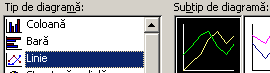 Tip de diagramă: Subtip de diagramă:
Coloană
Bară
Linie